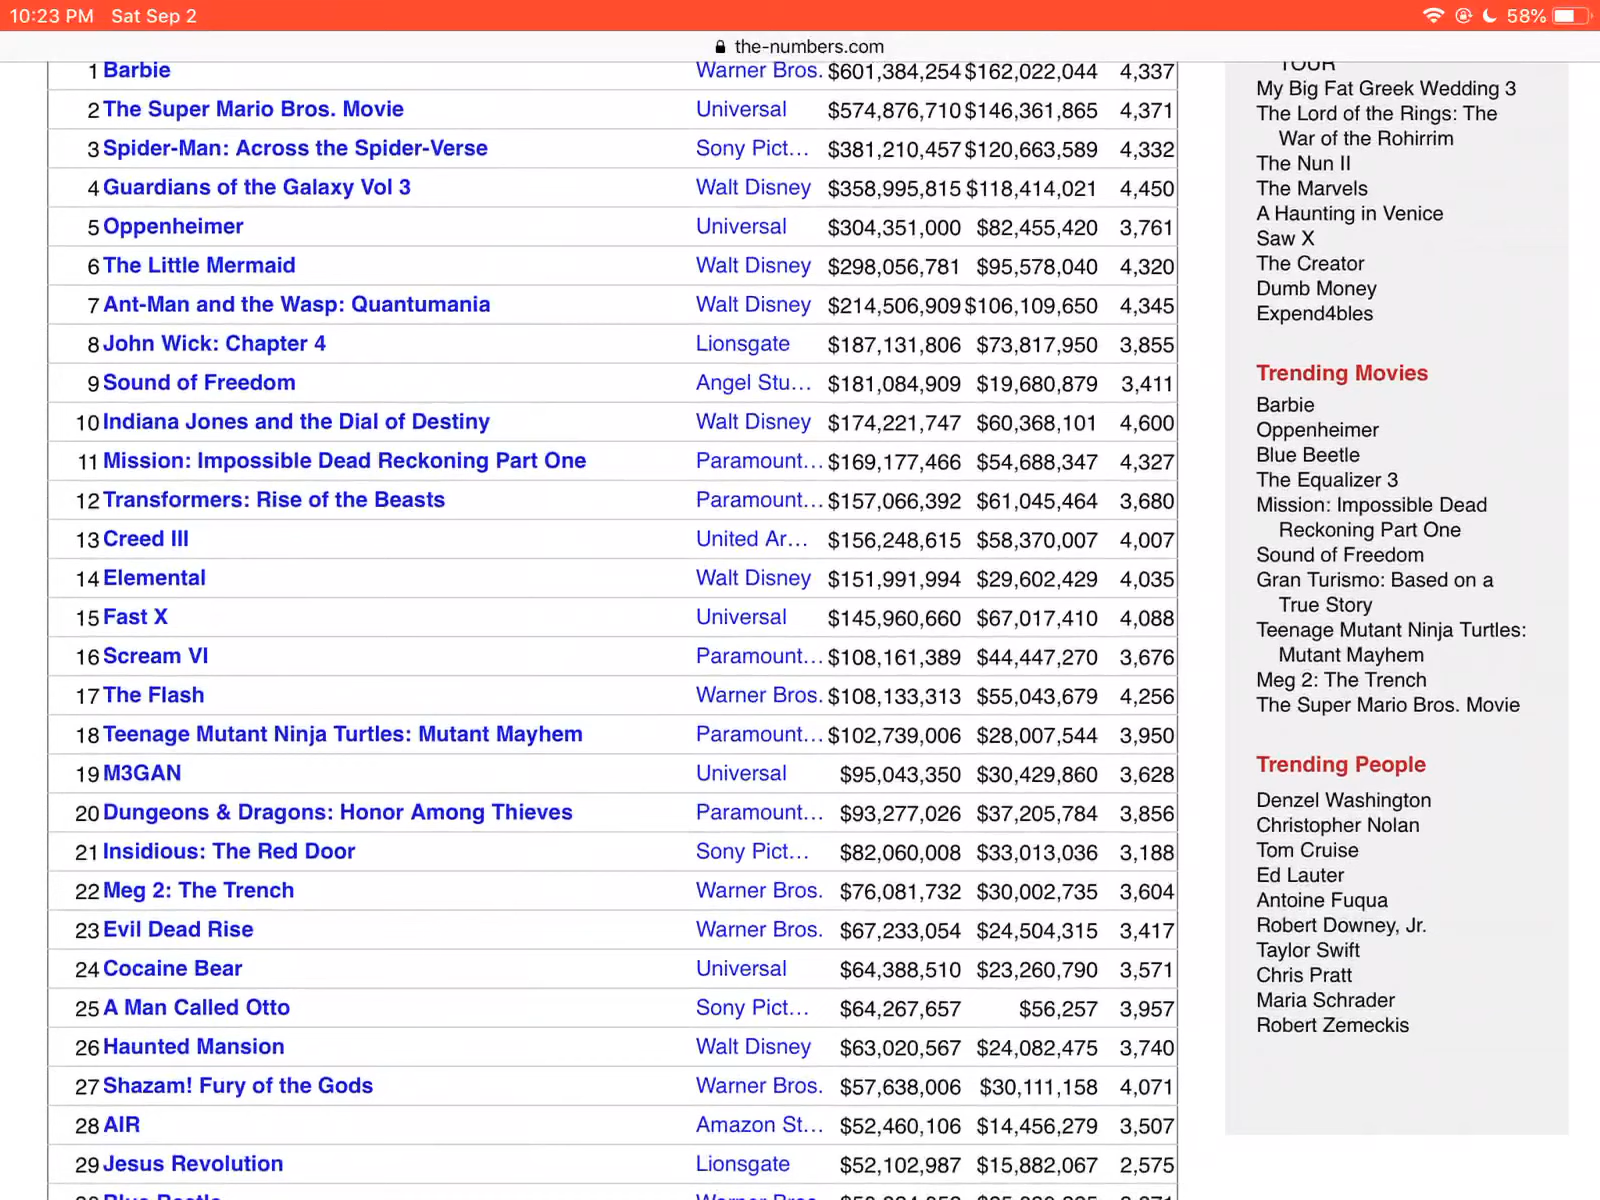 10:23 PM Sat Sep 2 58%
the-numbers.com
1 Barbie Warner Bros. $601,384,254 $162,022,044 4,337
2 The Super Mario Bros. Movie Universal $574,876,710 $146,361,865 4,371
3 Spider-Man: Across the Spider-Verse Sony Pict... $381,210,457 $120,663,589 4,332
4 Guardians of the Galaxy Vol 3 Walt Disney $358,995,815 $118,414,021 4,450
5 Oppenheimer Universal $304,351,000 $82,455,420 3,761
6 The Little Mermaid Walt Disney $298,056,781 $95,578,040 4,320
7 Ant-Man and the Wasp: Quantumania Walt Disney $214,506,909 $106,109,650 4,345
8 John Wick: Chapter 4 Lionsgate $187,131,806 $73,817,950 3,855
9 Sound of Freedom Angel Stu... $181,084,909 $19,680,879 3,411
10 Indiana Jones and the Dial of Destiny Walt Disney $174,221,747 $60,368,101 4,600
11 Mission: Impossible Dead Reckoning Part One Paramount... $169,177,466 $54,688,347 4,327
12 Transformers: Rise of the Beasts Paramount... $157,066,392 $61,045,464 3,680
13 Creed III United Ar... $156,248,615 $58,370,007 4,007
14 Elemental Walt Disney $151,991,994 $29,602,429 4,035
15 Fast X Universal $145,960,660 $67,017,410 4,088
16 Scream VI Paramount... $108,161,389 $44,447,270 3,676
17 The Flash Warner Bros. $108,133,313 $55,043,679 4,256
18 Teenage Mutant Ninja Turtles: Mutant Mayhem Paramount... $102,739,006 $28,007,544 3,950
19 M3GAN Universal $95,043,350 $30,429,860 3,628
20 Dungeons & Dragons: Honor Among Thieves Paramount... $93,277,026 $37,205,784 3,856
21 Insidious: The Red Door Sony Pict... $82,060,008 $33,013,036 3,188
22 Meg 2: The Trench Warner Bros. $76,081,732 $30,002,735 3,604
23 Evil Dead Rise Warner Bros. $67,233,054 $24,504,315 3,417
24 Cocaine Bear Universal $64,388,510 $23,260,790 3,571
25 A Man Called Otto Sony Pict... $64,267,657 $56,257 3,957
26 Haunted Mansion Walt Disney $63,020,567 $24,082,475 3,740
27 Shazam! Fury of the Gods Warner Bros. $57,638,006 $30,111,158 4,071
28 AIR Amazon St... $52,460,106 $14,456,279 3,507
29 Jesus Revolution Lionsgate $52,102,987 $15,882,067 2,575
TOUR
My Big Fat Greek Wedding 3
The Lord of the Rings: The
War of the Rohirrim
The Nun II
The Marvels
A Haunting in Venice
Saw X
The Creator
Dumb Money
Expend4bles
Trending Movies
Barbie
Oppenheimer
Blue Beetle
The Equalizer 3
Mission: Impossible Dead
Reckoning Part One
Sound of Freedom
Gran Turismo: Based on a
True Story
Teenage Mutant Ninja Turtles:
Mutant Mayhem
Meg 2: The Trench
The Super Mario Bros. Movie
Trending People
Denzel Washington
Christopher Nolan
Tom Cruise
Ed Lauter
Antoine Fuqua
Robert Downey, Jr.
Taylor Swift
Chris Pratt
Maria Schrader
Robert Zemeckis